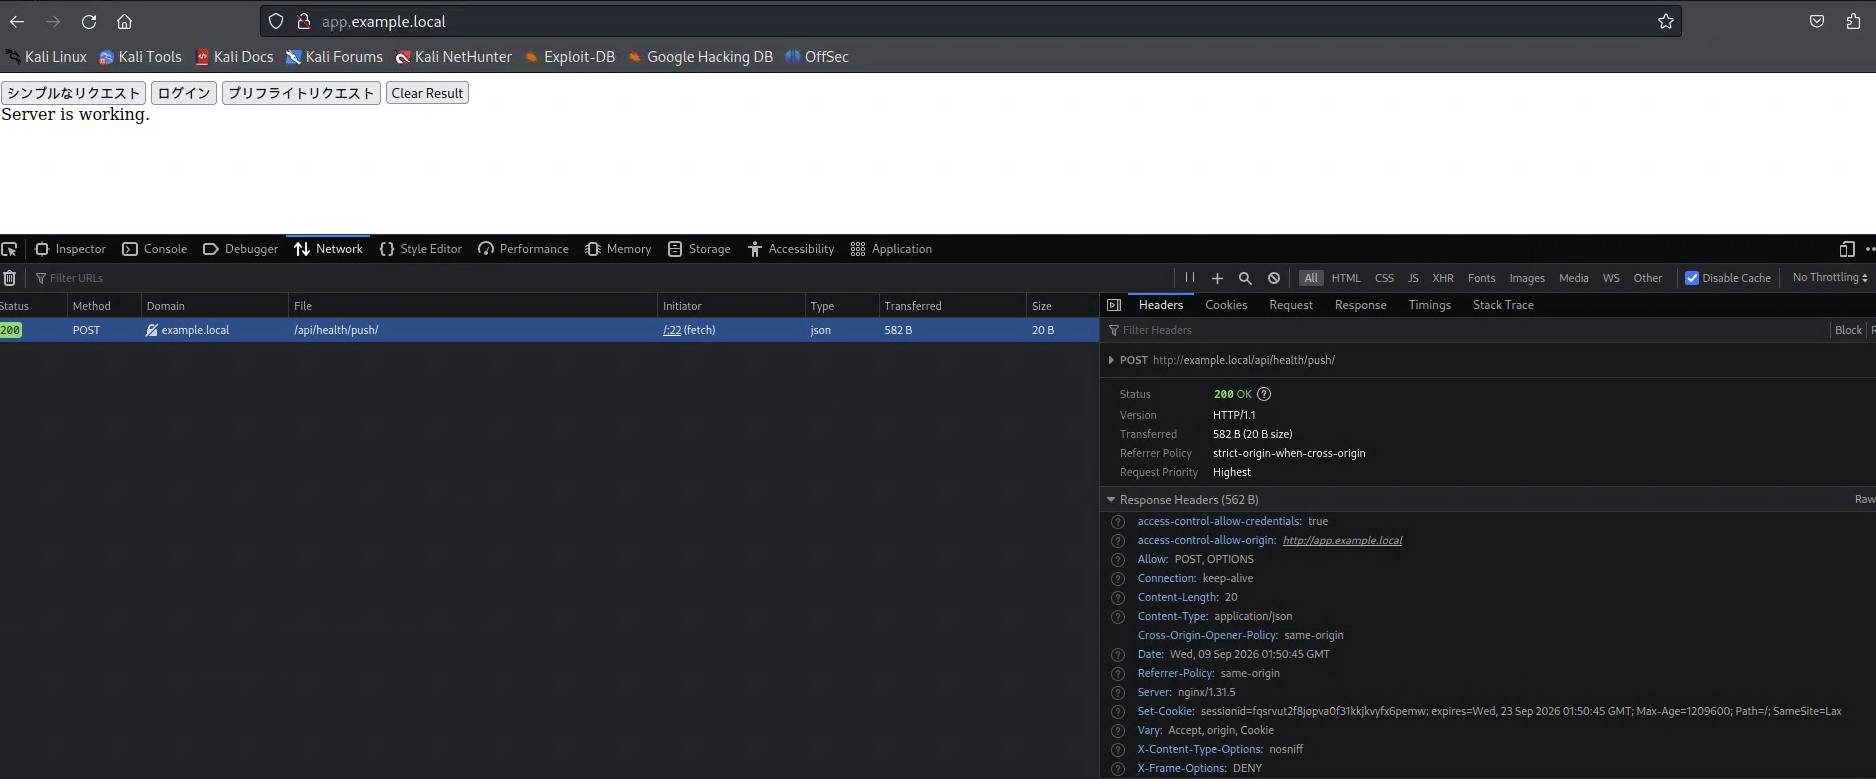 app.example.local
Kali Linux Kali Tools Kali Docs Kali Forums Kali NetHunter Exploit-DB Google Hacking DB OffSec
シンプルなリクエスト ログイン プリフライトリクエスト Clear Result
Server is working.
Inspector Console Debugger Network Style Editor Performance Memory Storage Accessibility Application
Filter URLs All HTML CSS JS XHR Fonts Images Media WS Other Disable Cache No Throttling
Status Method Domain File Initiator Type Transferred Size
200 POST example.local /api/health/push/ /:22 (fetch) json 582 B 20 B
Headers Cookies Request Response Timings Stack Trace
Filter Headers Block R
POST http://example.local/api/health/push/
Status 200 OK
Version HTTP/1.1
Transferred 582 B (20 B size)
Referrer Policy strict-origin-when-cross-origin
Request Priority Highest
Response Headers (562 B) Raw
access-control-allow-credentials: true
access-control-allow-origin: http://app.example.local
Allow: POST, OPTIONS
Connection: keep-alive
Content-Length: 20
Content-Type: application/json
Cross-Origin-Opener-Policy: same-origin
Date: Wed, 09 Sep 2026 01:50:45 GMT
Referrer-Policy: same-origin
Server: nginx/1.31.5
Set-Cookie: sessionid=fqsrvut2f8jopva0f31kkjkvyfx6pemw; expires=Wed, 23 Sep 2026 01:50:45 GMT; Max-Age=1209600; Path=/; SameSite=Lax
Vary: Accept, origin, Cookie
X-Content-Type-Options: nosniff
X-Frame-Options: DENY